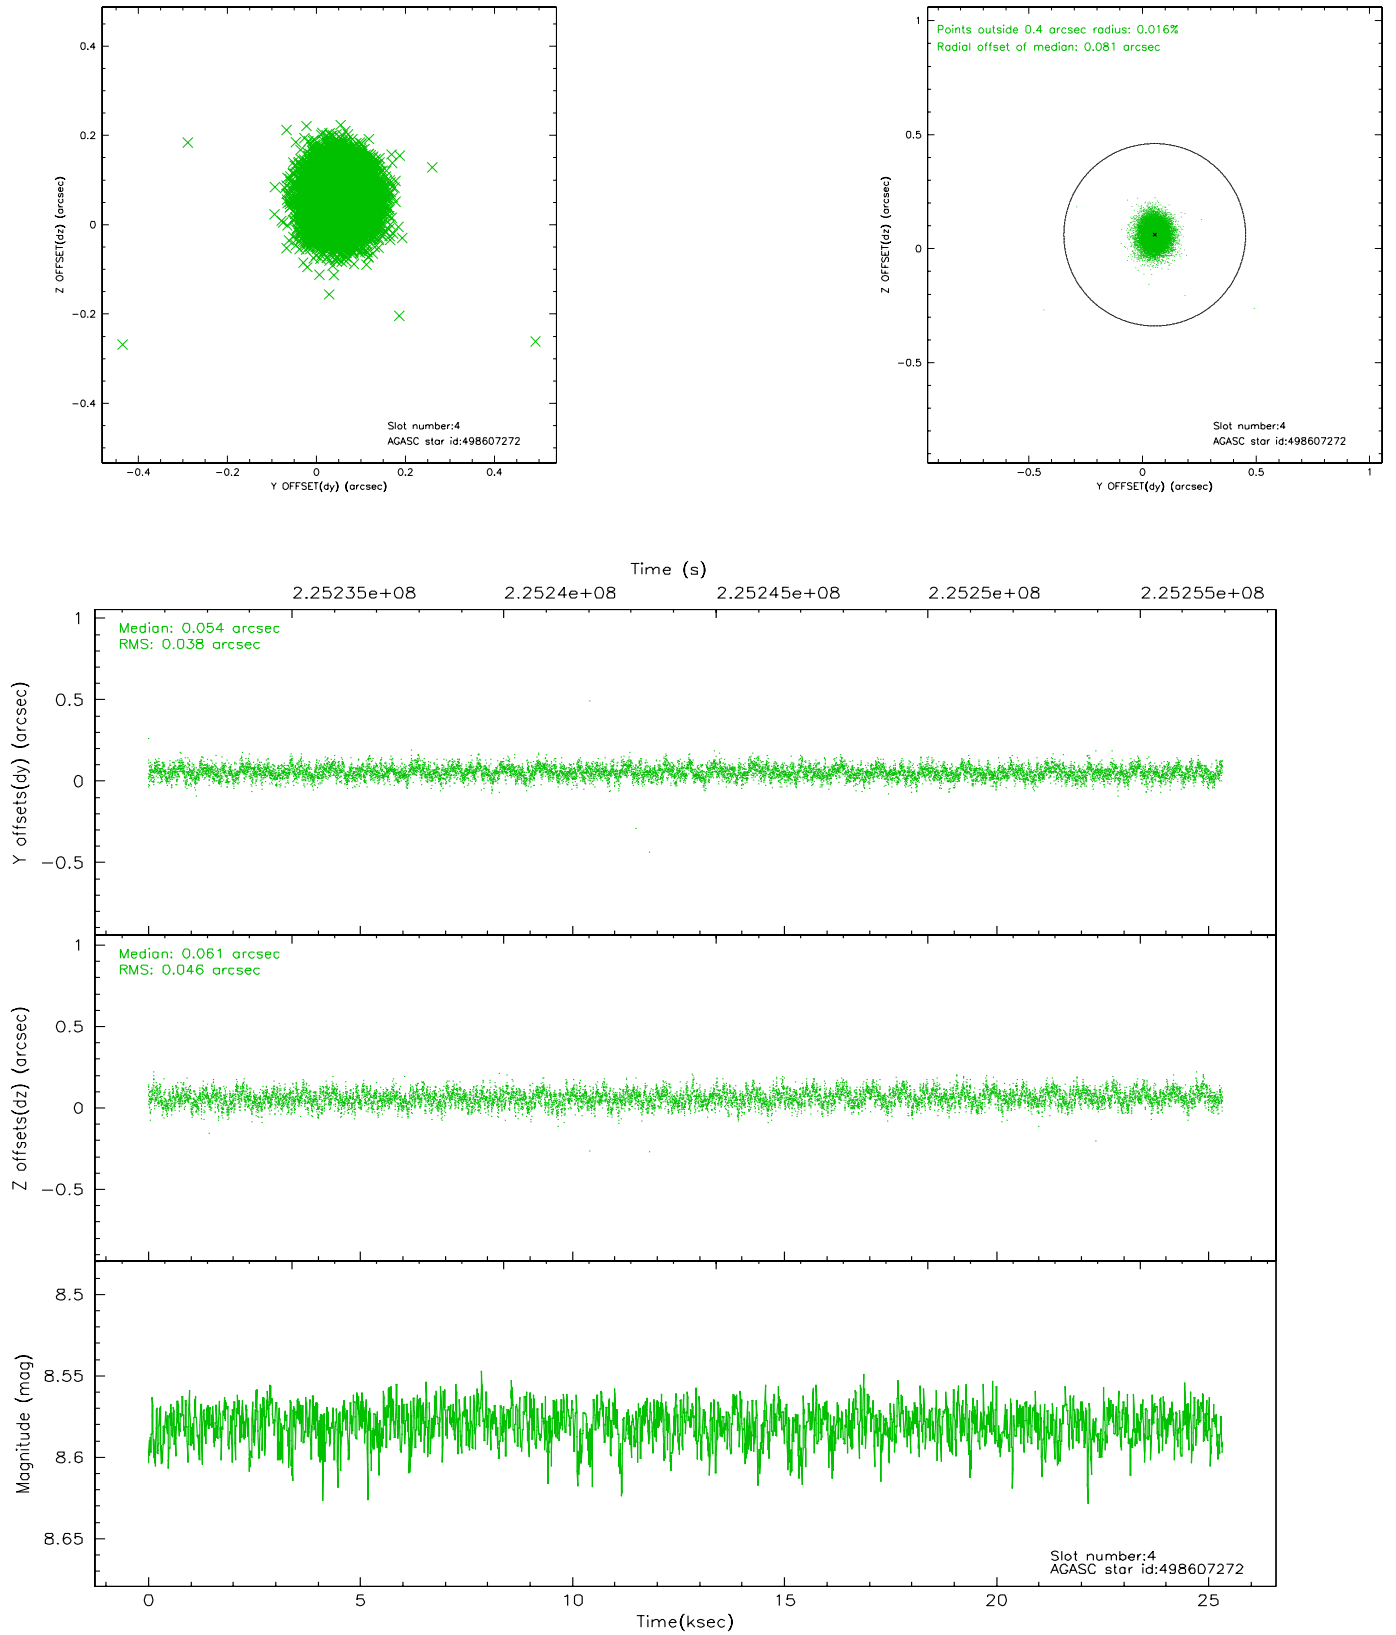 0.4
0.2
0
−0.2
−0.4
Z OFFSET(dz) (arcsec)
Slot number:4
AGASC star id:498607272
−0.4 −0.2 0 0.2 0.4
Y OFFSET(dy) (arcsec)
Points outside 0.4 arcsec radius: 0.016%
Radial offset of median: 0.081 arcsec
1
0.5
0
−0.5
Z OFFSET(dz) (arcsec)
Slot number:4
AGASC star id:498607272
−0.5 0 0.5 1
Y OFFSET(dy) (arcsec)
Time (s)
2.25235e+08 2.2524e+08 2.25245e+08 2.2525e+08 2.25255e+08
Median: 0.054 arcsec
RMS: 0.038 arcsec
1
0.5
0
−0.5
Y offsets(dy) (arcsec)
Median: 0.061 arcsec
RMS: 0.046 arcsec
1
0.5
0
−0.5
Z offsets(dz) (arcsec)
8.5
8.55
8.6
8.65
Magnitude (mag)
Slot number:4
AGASC star id:498607272
0 5 10 15 20 25
Time(ksec)